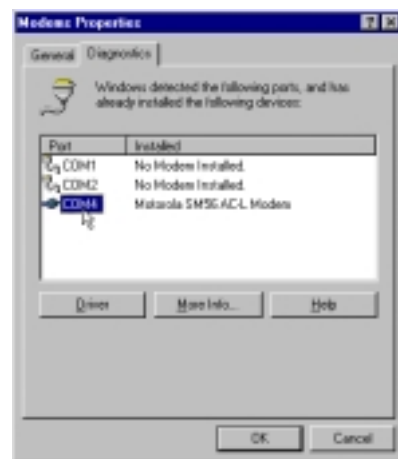 Modems Properties
General Diagnostics
Windows detected the following ports, and has
already installed the following devices:
Port Installed
COM1 No Modem Installed.
COM2 No Modem Installed.
COM4 Motorola SM56 AC-L Modem
Driver More Info... Help
OK Cancel